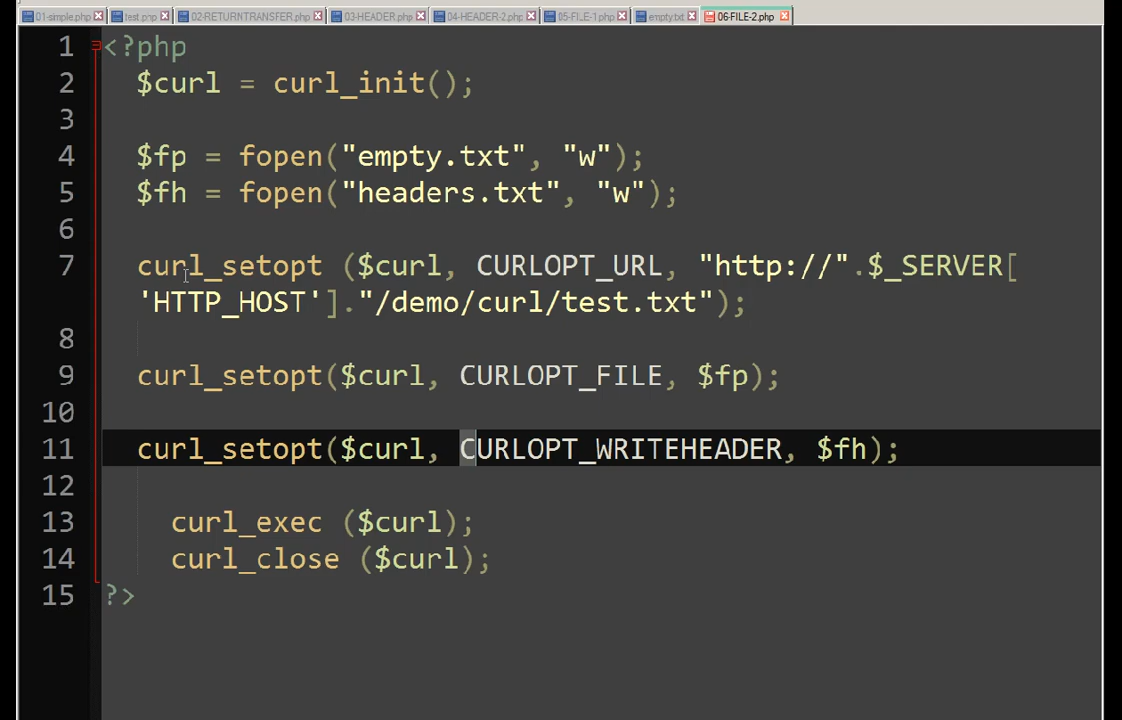 01-simple.php test.php 02-RETURNTRANSFER.php 03-HEADER.php 04-HEADER-2.php 05-FILE-1.php empty.txt 06-FILE-2.php
1 <?php
2 $curl = curl_init();
3
4 $fp = fopen("empty.txt", "w");
5 $fh = fopen("headers.txt", "w");
6
7 curl_setopt ($curl, CURLOPT_URL, "http://".$_SERVER[
'HTTP_HOST']."/demo/curl/test.txt");
8
9 curl_setopt($curl, CURLOPT_FILE, $fp);
10
11 curl_setopt($curl, CURLOPT_WRITEHEADER, $fh);
12
13 curl_exec ($curl);
14 curl_close ($curl);
15 ?>